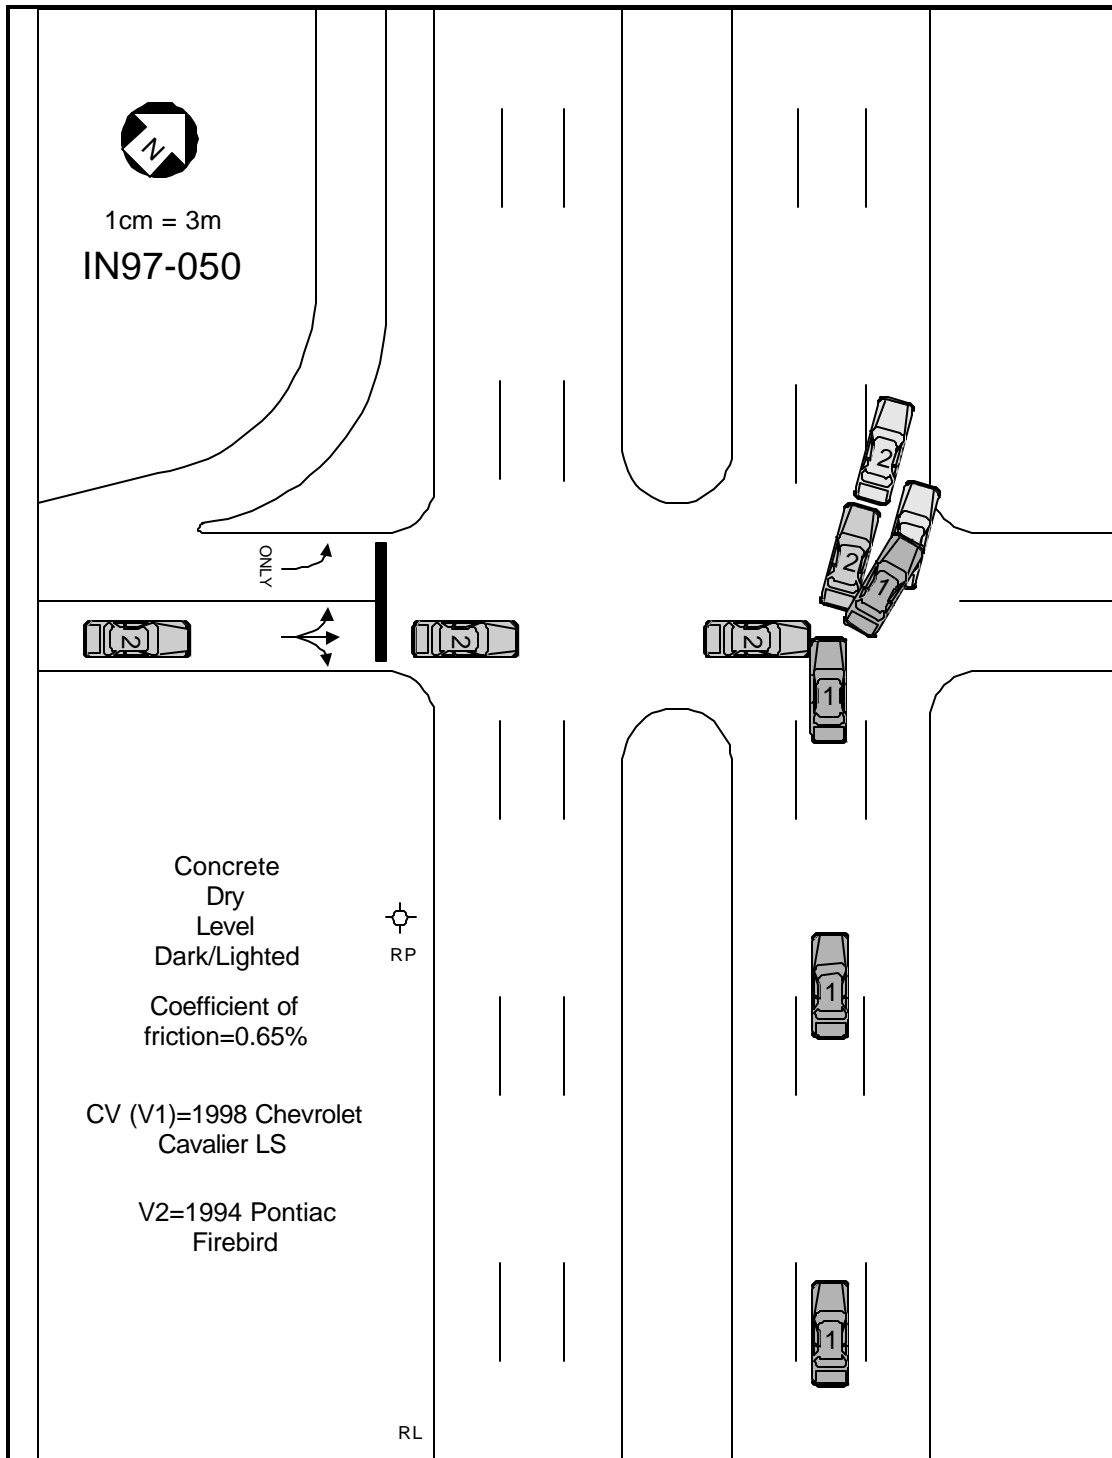 N
1cm = 3m
IN97-050
2
2
1
ONLY
2
2
2
1
Concrete
Dry
Level
Dark/Lighted
RP
Coefficient of
friction=0.65%
1
CV (V1)=1998 Chevrolet
Cavalier LS
V2=1994 Pontiac
Firebird
1
RL